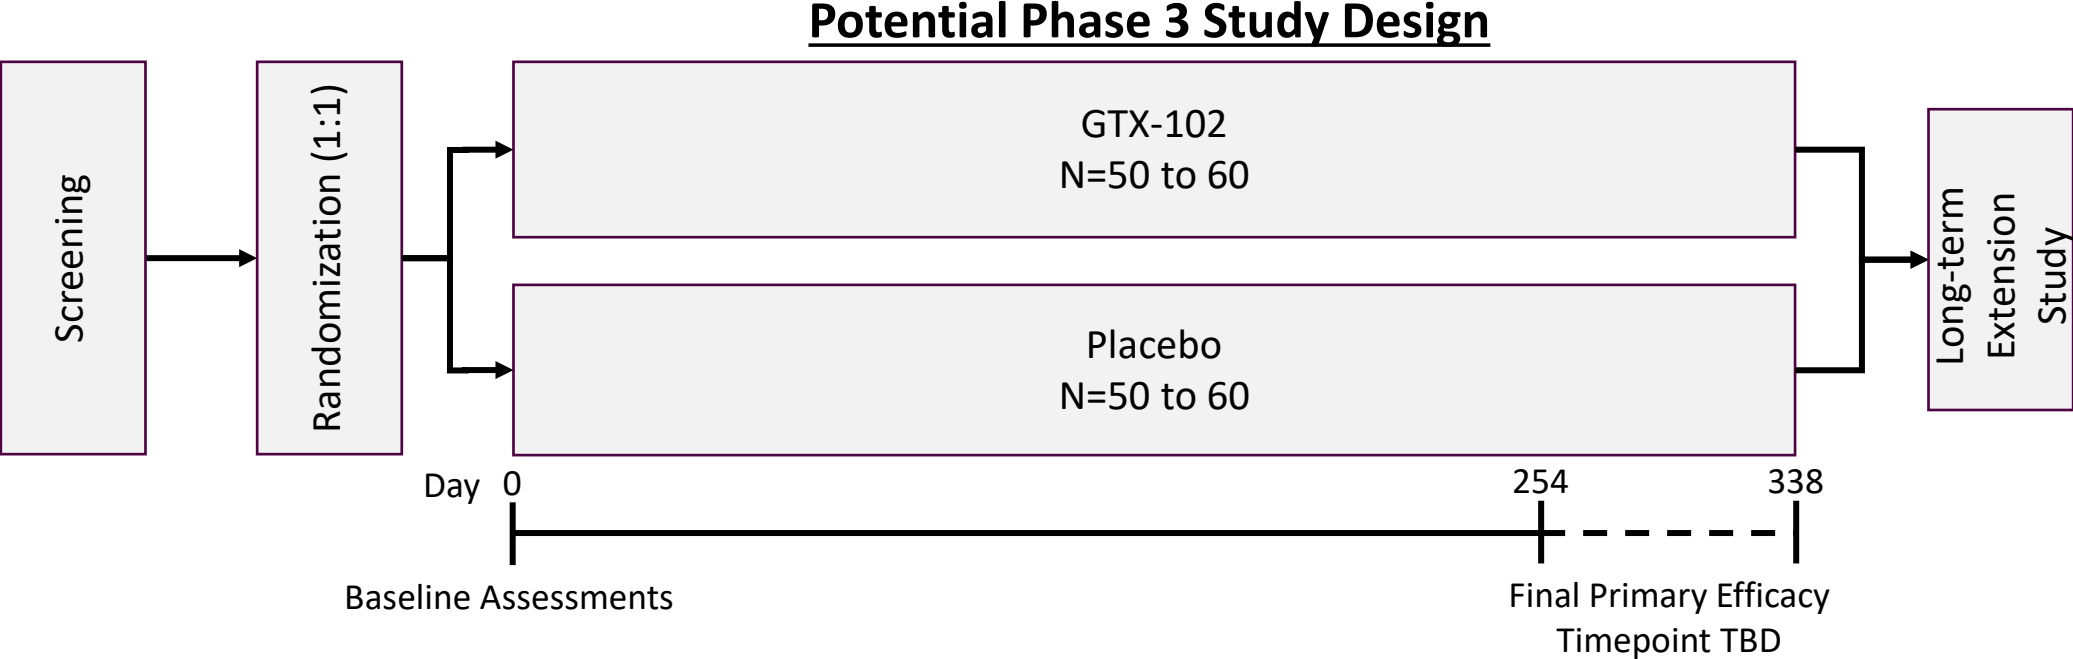 Potential Phase 3 Study Design
Screening
Randomization (1:1)
GTX-102
N=50 to 60
Placebo
N=50 to 60
Long-term
Extension
Study
Day 0 254 338
Baseline Assessments
Final Primary Efficacy
Timepoint TBD